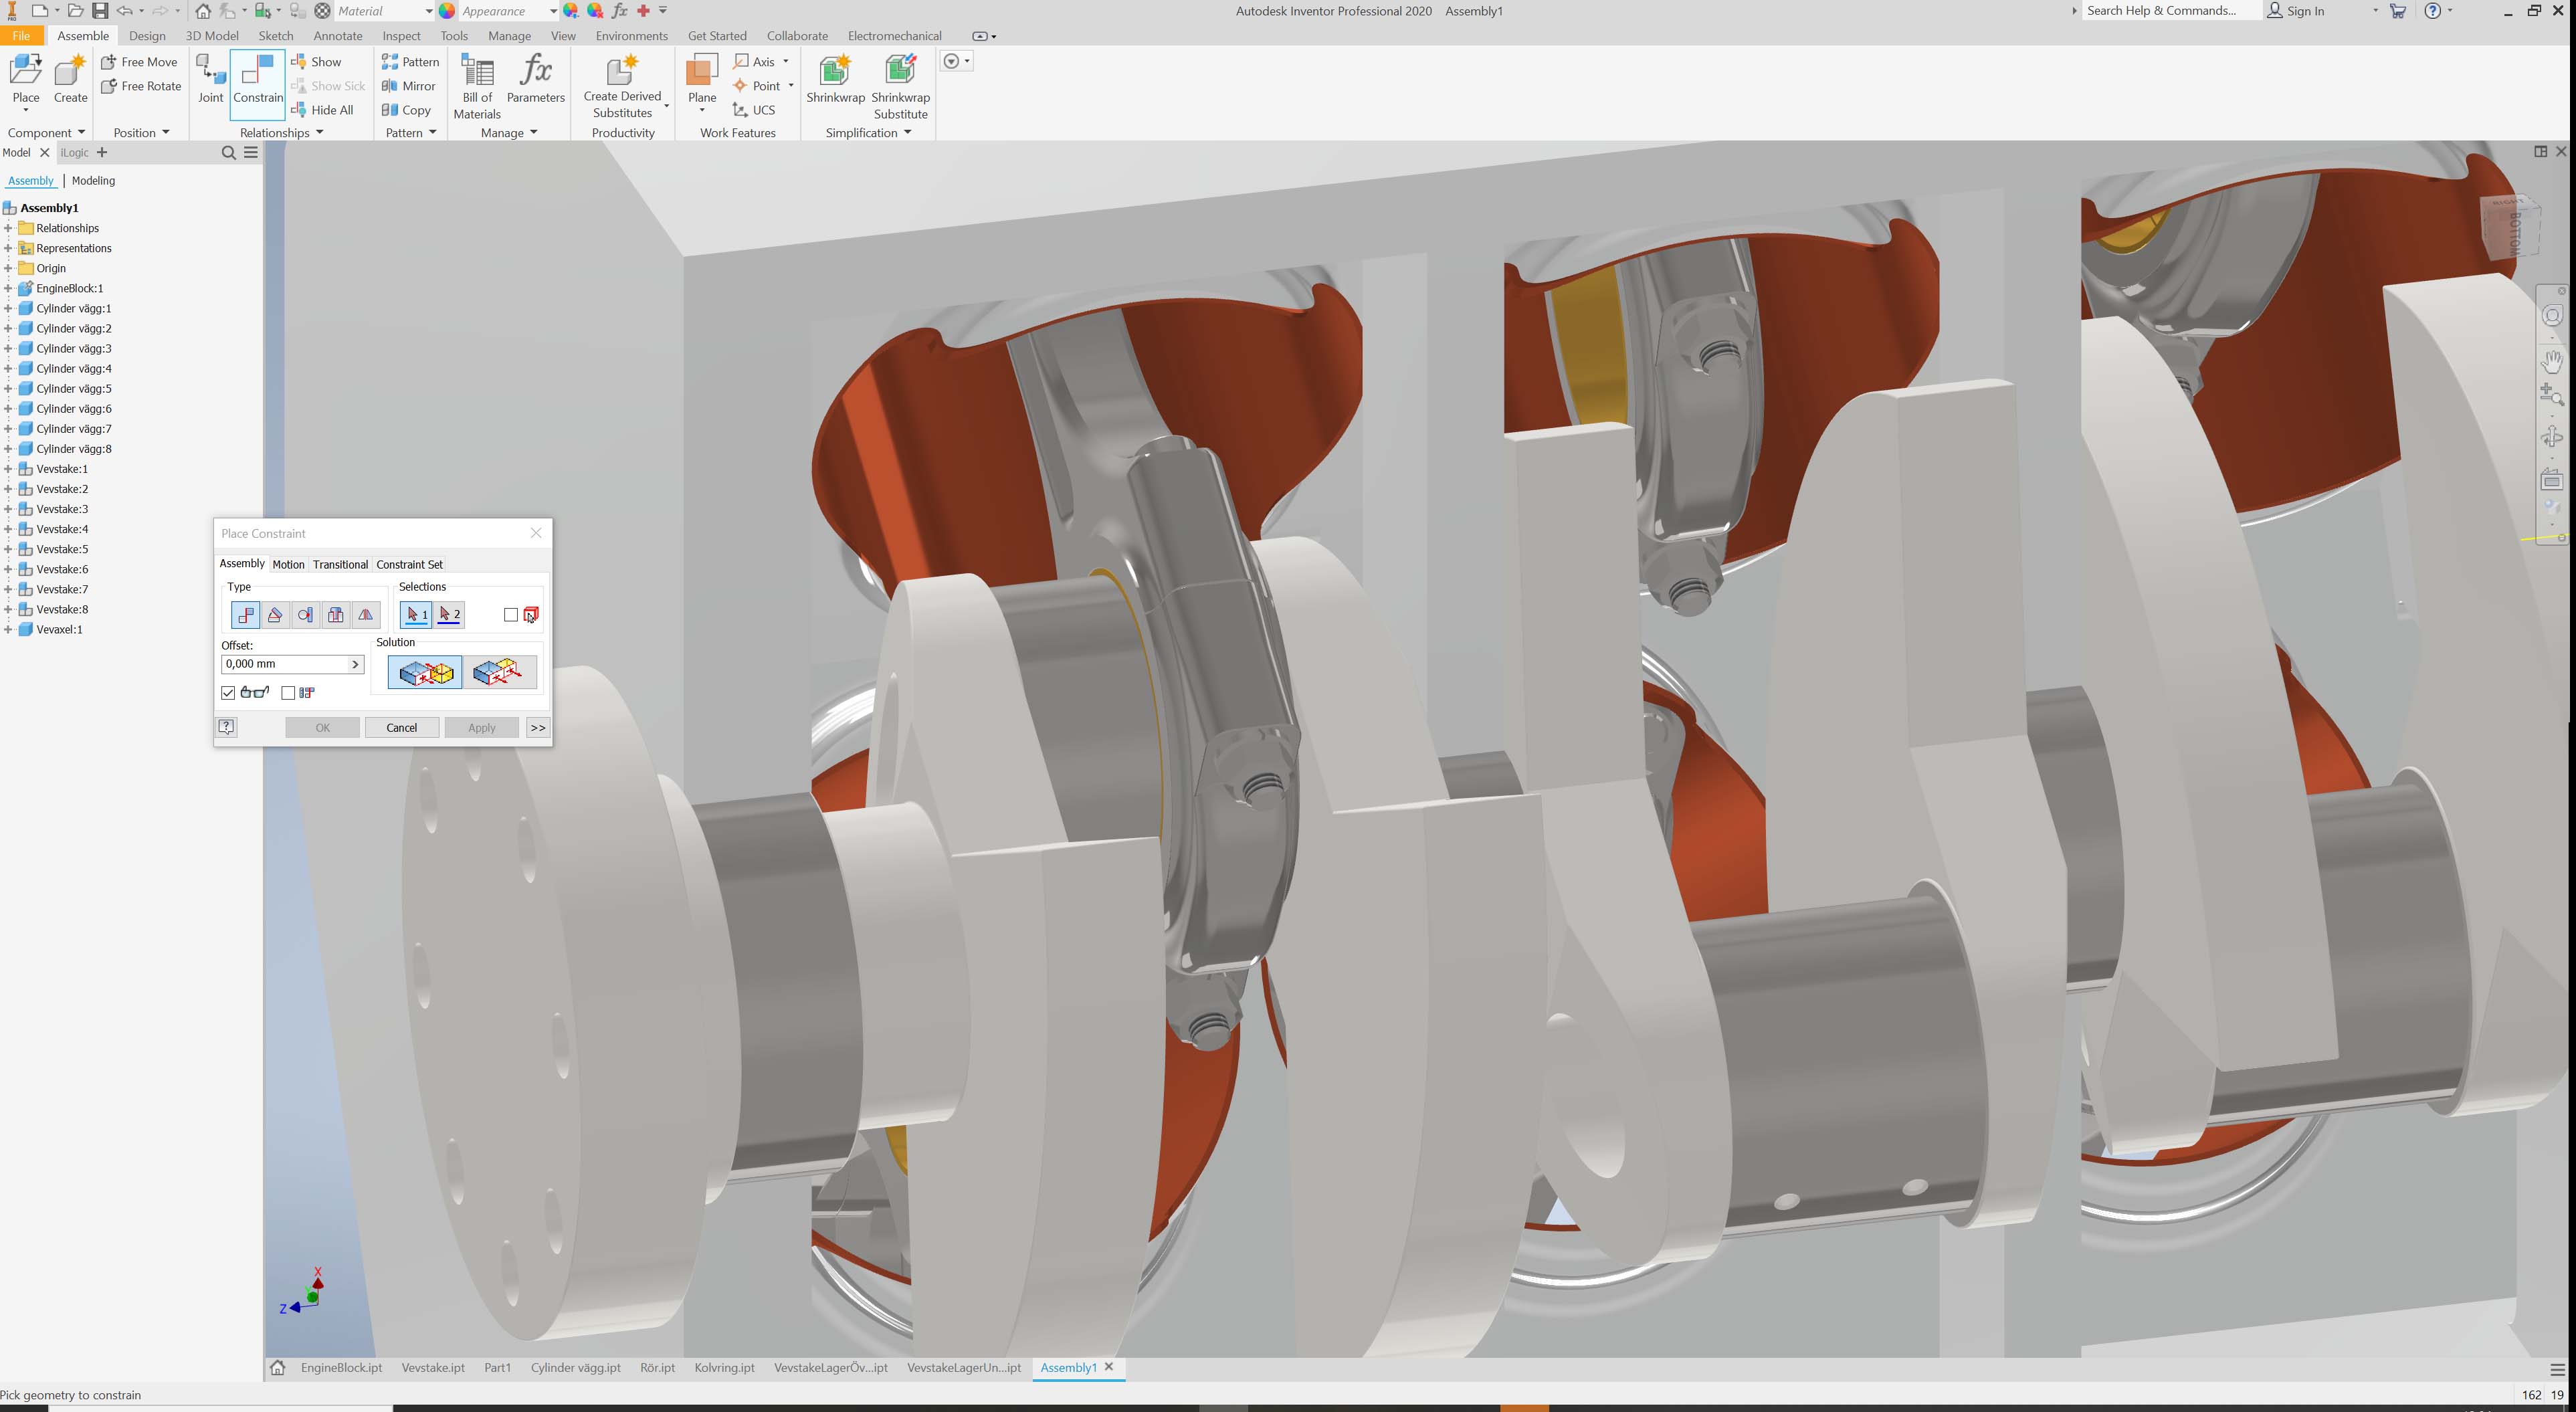 Material
Appearance
Autodesk Inventor Professional 2020 Assembly1
Search Help & Commands...
Sign In
File Assemble Design 3D Model Sketch Annotate Inspect Tools Manage View Environments Get Started Collaborate Electromechanical
Place
Create
Free Move
Free Rotate
Joint
Constrain
Show
Show Sick
Hide All
Pattern
Mirror
Copy
Bill of
Materials
Parameters
Create Derived
Substitutes
Plane
Axis
Point
UCS
Shrinkwrap
Shrinkwrap
Substitute
Component Position Relationships Pattern Manage Productivity Work Features Simplification
Model iLogic
Assembly | Modeling
Assembly1
Relationships
Representations
Origin
EngineBlock:1
Cylinder vägg:1
Cylinder vägg:2
Cylinder vägg:3
Cylinder vägg:4
Cylinder vägg:5
Cylinder vägg:6
Cylinder vägg:7
Cylinder vägg:8
Vevstake:1
Vevstake:2
Vevstake:3
Vevstake:4
Vevstake:5
Vevstake:6
Vevstake:7
Vevstake:8
Vevaxel:1
Place Constraint
Assembly Motion Transitional Constraint Set
Type
Selections
1
2
Offset:
0,000 mm
Solution
OK
Cancel
Apply
>>
RIGHT
BOTTOM
X
Z
EngineBlock.ipt Vevstake.ipt Part1 Cylinder vägg.ipt Rör.ipt Kolvring.ipt VevstakeLagerÖv...ipt VevstakeLagerUn...ipt Assembly1
Pick geometry to constrain
162 19